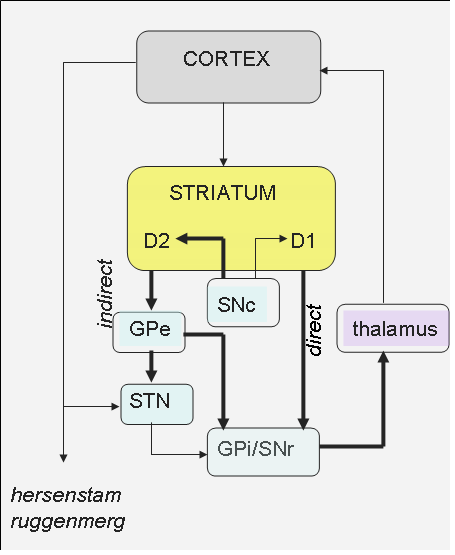 CORTEX
STRIATUM
D2
D1
indirect
SNc
GPe
direct
thalamus
STN
GPi/SNr
hersenstam
ruggenmerg